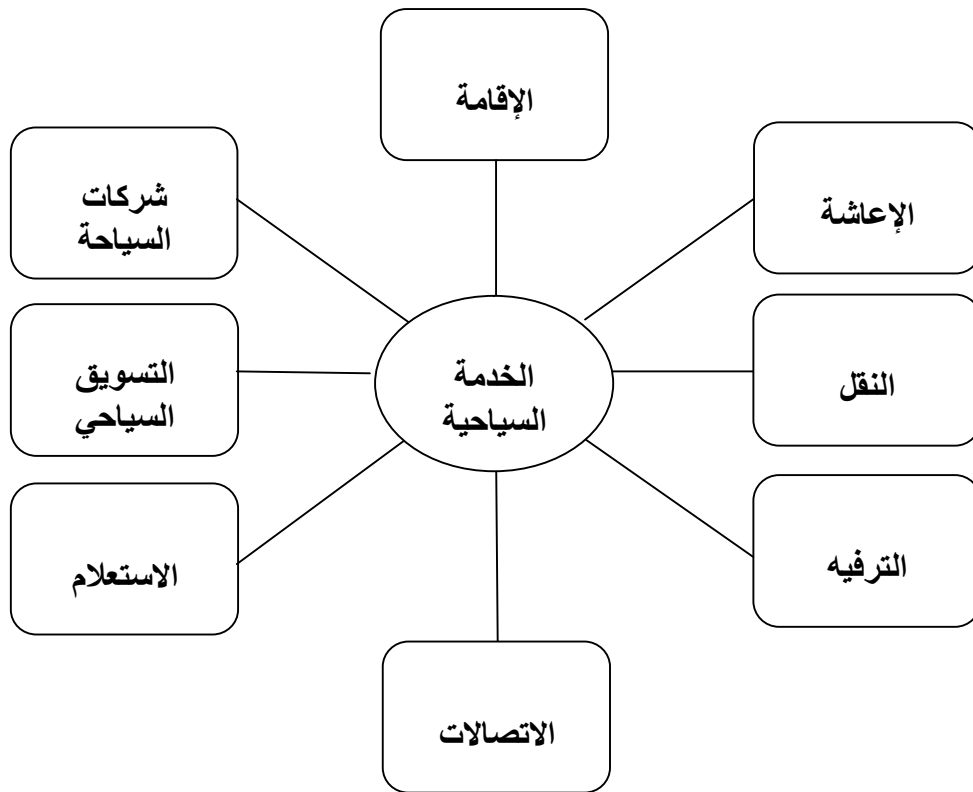 الإقامة
الإعاشة
شركات
السياحة
النقل
الخدمة
السياحية
التسويق
السياحي
الترفيه
الاستعلام
الاتصالات